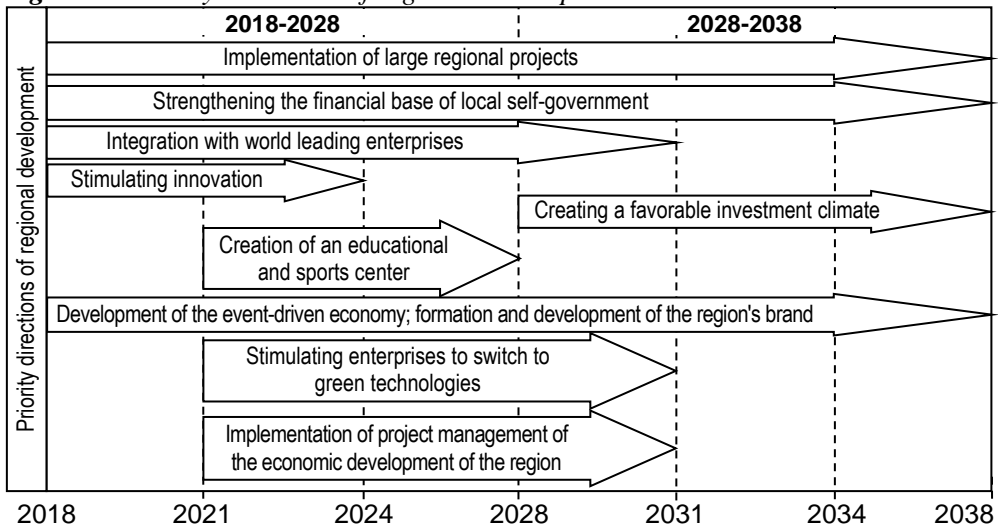 2018-2028
2028-2038
Priority directions of regional development
Implementation of large regional projects
Strengthening the financial base of local self-government
Integration with world leading enterprises
Stimulating innovation
Creating a favorable investment climate
Creation of an educational
and sports center
Development of the event-driven economy; formation and development of the region's brand
Stimulating enterprises to switch to
green technologies
Implementation of project management of
the economic development of the region
2018 2021 2024 2028 2031 2034 2038